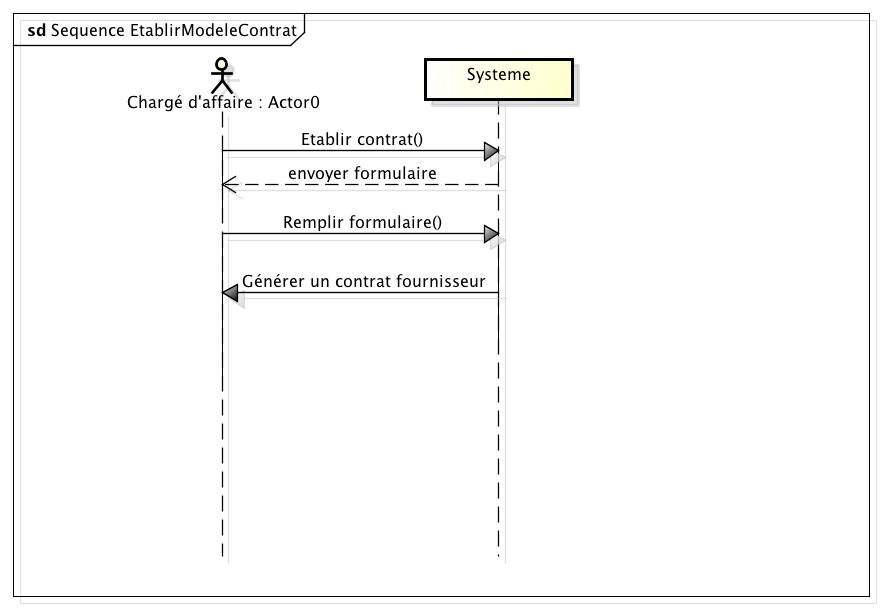 sd Sequence EtablirModeleContrat
Systeme
Chargé d'affaire : Actor0
Etablir contrat()
envoyer formulaire
Remplir formulaire()
Générer un contrat fournisseur